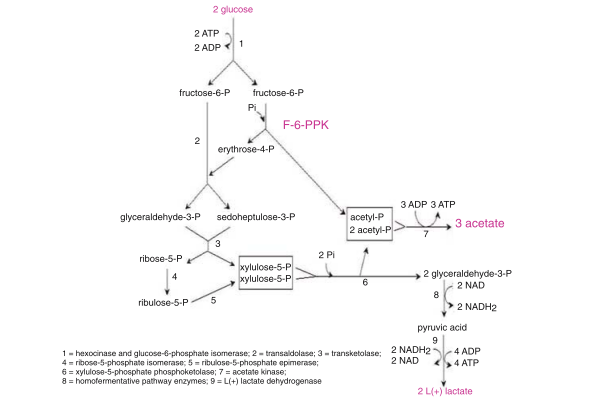 2 glucose
2 ATP
2 ADP
1
fructose-6-P fructose-6-P
Pi
F-6-PPK
2
erythrose-4-P
glyceraldehyde-3-P sedoheptulose-3-P
acetyl-P
2 acetyl-P
3 ADP 3 ATP
7
3 acetate
3
ribose-5-P
4
ribulose-5-P
5
xylulose-5-P
xylulose-5-P
2 Pi
6
2 glyceraldehyde-3-P
8
2 NAD
2 NADH2
pyruvic acid
9
2 NADH2
2 NAD
4 ADP
4 ATP
2 L(+) lactate
1 = hexocinase and glucose-6-phosphate isomerase; 2 = transaldolase; 3 = transketolase;
4 = ribose-5-phosphate isomerase; 5 = ribulose-5-phosphate epimerase;
6 = xylulose-5-phosphate phosphoketolase; 7 = acetate kinase;
8 = homofermentative pathway enzymes; 9 = L(+) lactate dehydrogenase